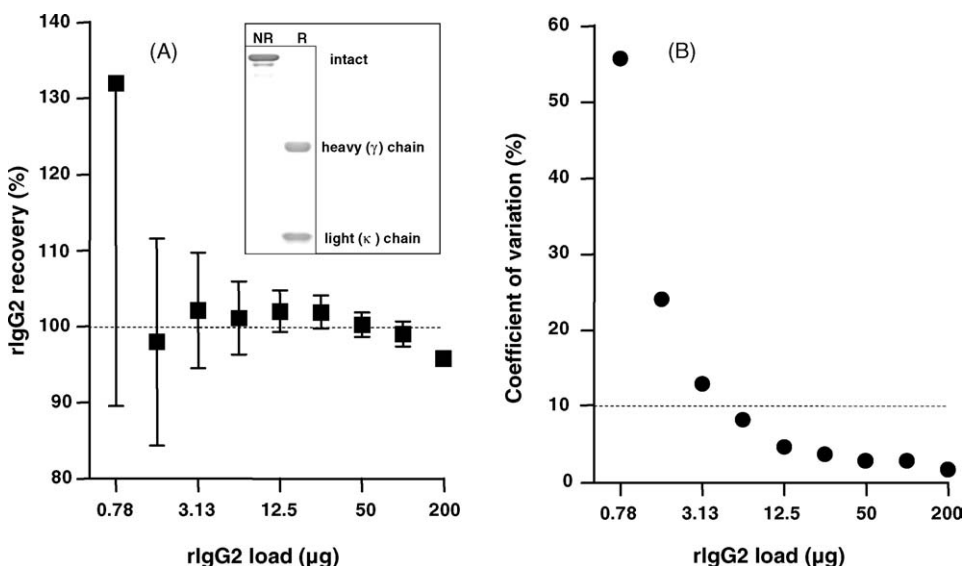 (A)
rIgG2 recovery (%)
140
130
120
110
100
90
80
0.78
3.13
12.5
50
200
rIgG2 load (µg)
NR R
intact
heavy (γ) chain
light (κ ) chain
(B)
Coefficient of variation (%)
60
50
40
30
20
10
0
0.78
3.13
12.5
50
200
rIgG2 load (µg)